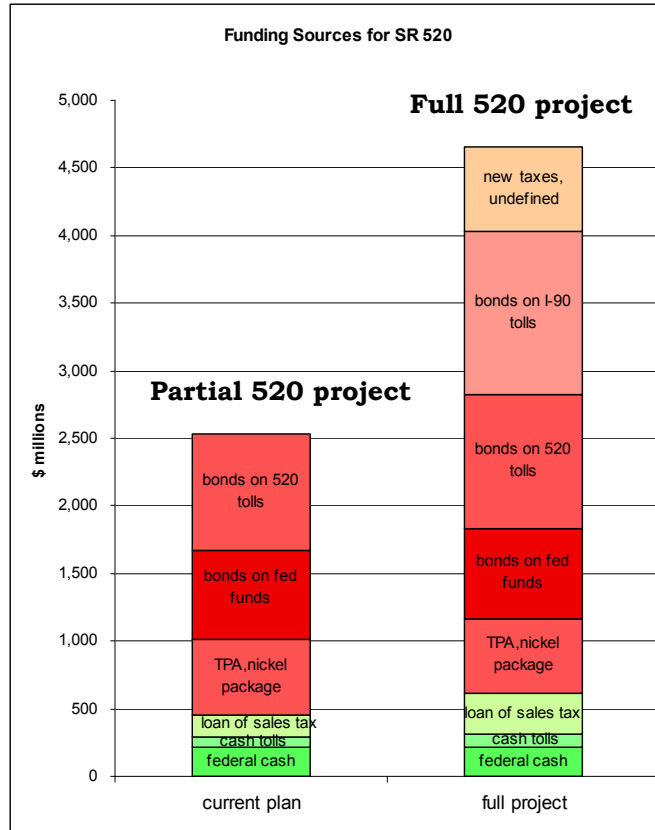 Funding Sources for SR 520
5,000
4,500
4,000
3,500
3,000
2,500
2,000
1,500
1,000
500
0
$ millions
Partial 520 project
bonds on 520
tolls
bonds on fed
funds
TPA,nickel
package
loan of sales tax
cash tolls
federal cash
current plan
Full 520 project
new taxes,
undefined
bonds on I-90
tolls
bonds on 520
tolls
bonds on fed
funds
TPA,nickel
package
loan of sales tax
cash tolls
federal cash
full project